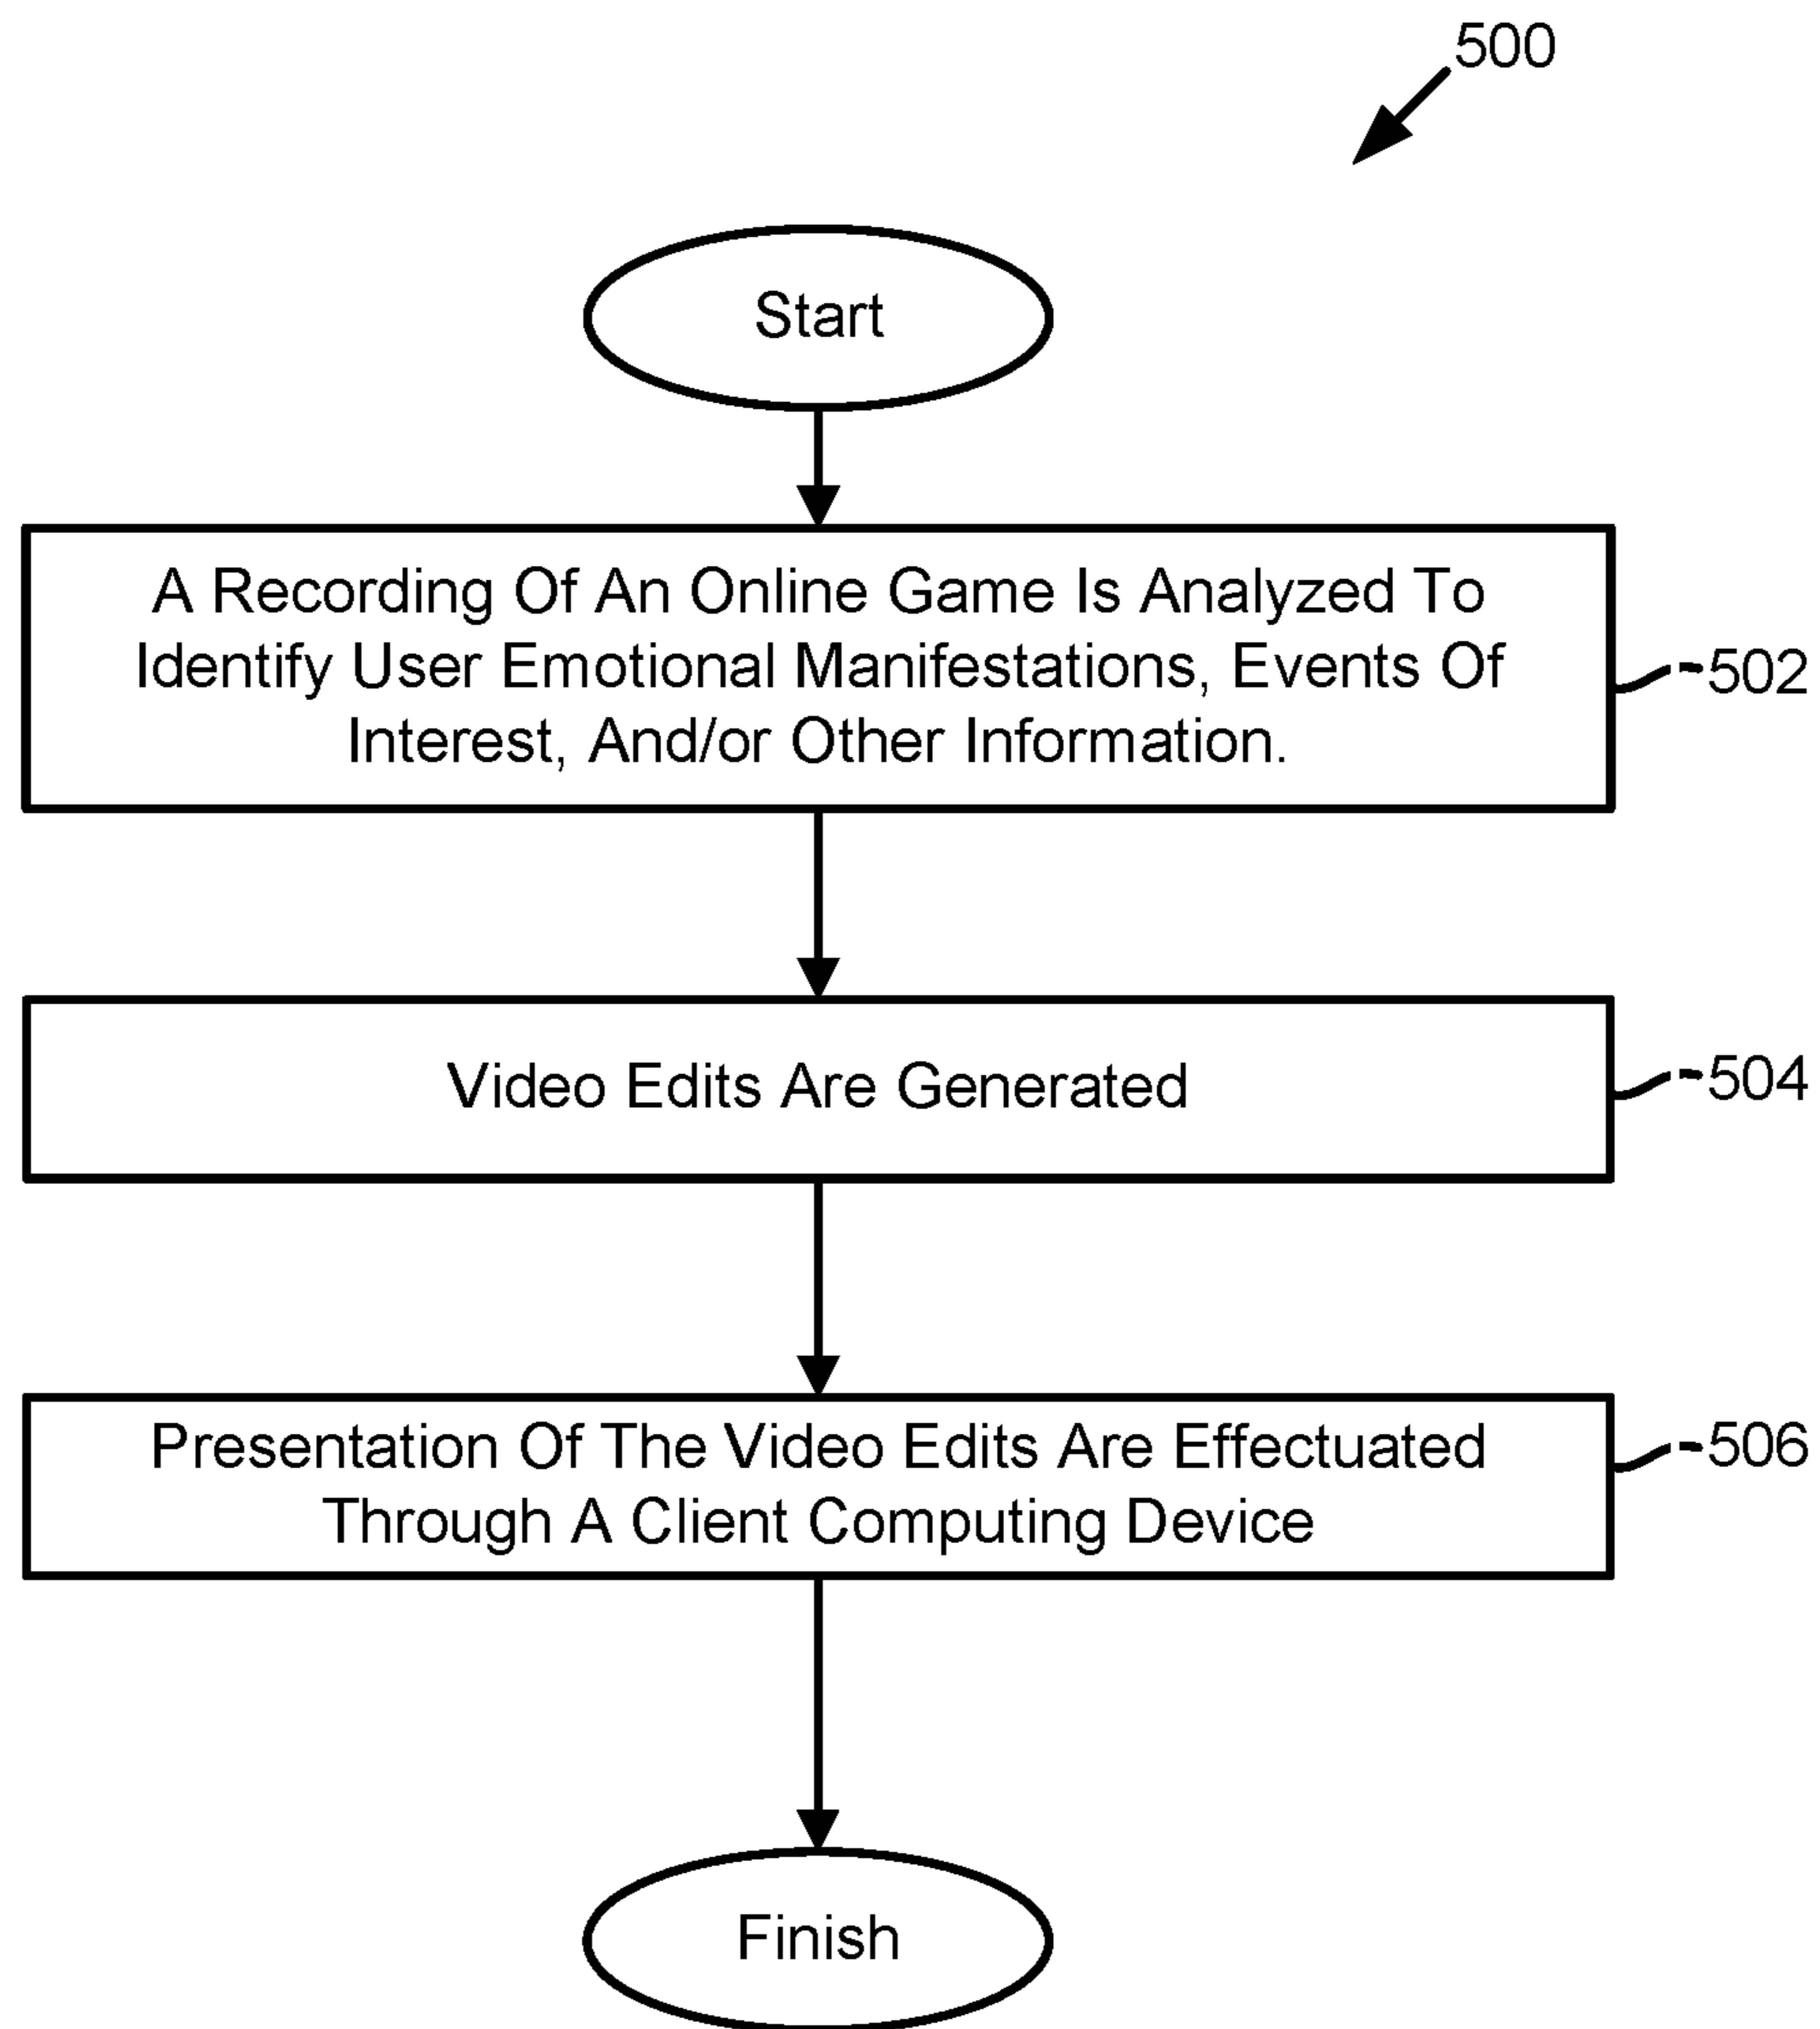 500
Start
A Recording Of An Online Game Is Analyzed To
Identify User Emotional Manifestations, Events Of
Interest, And/or Other Information.
502
Video Edits Are Generated
504
Presentation Of The Video Edits Are Effectuated
Through A Client Computing Device
506
Finish